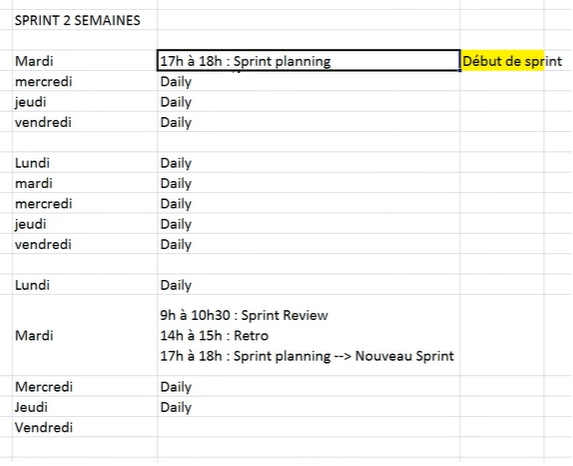 SPRINT 2 SEMAINES
Mardi 17h à 18h : Sprint planning Début de sprint
mercredi Daily
jeudi Daily
vendredi Daily
Lundi Daily
mardi Daily
mercredi Daily
jeudi Daily
vendredi Daily
Lundi Daily
9h à 10h30 : Sprint Review
Mardi 14h à 15h : Retro
17h à 18h : Sprint planning --> Nouveau Sprint
Mercredi Daily
Jeudi Daily
Vendredi